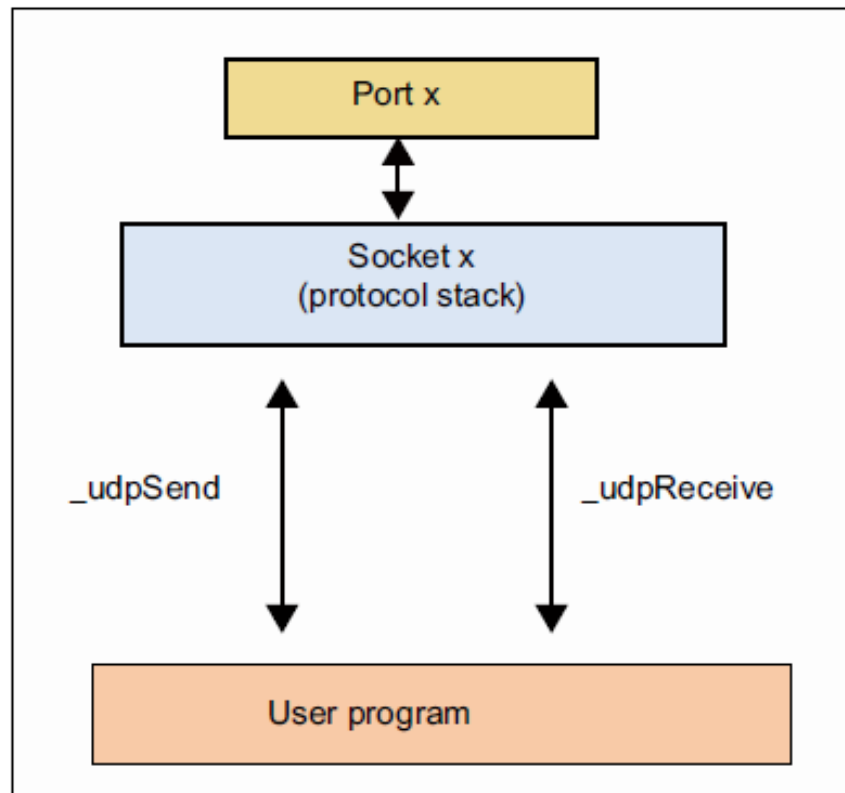 Port x
Socket x
(protocol stack)
_udpSend
_udpReceive
User program